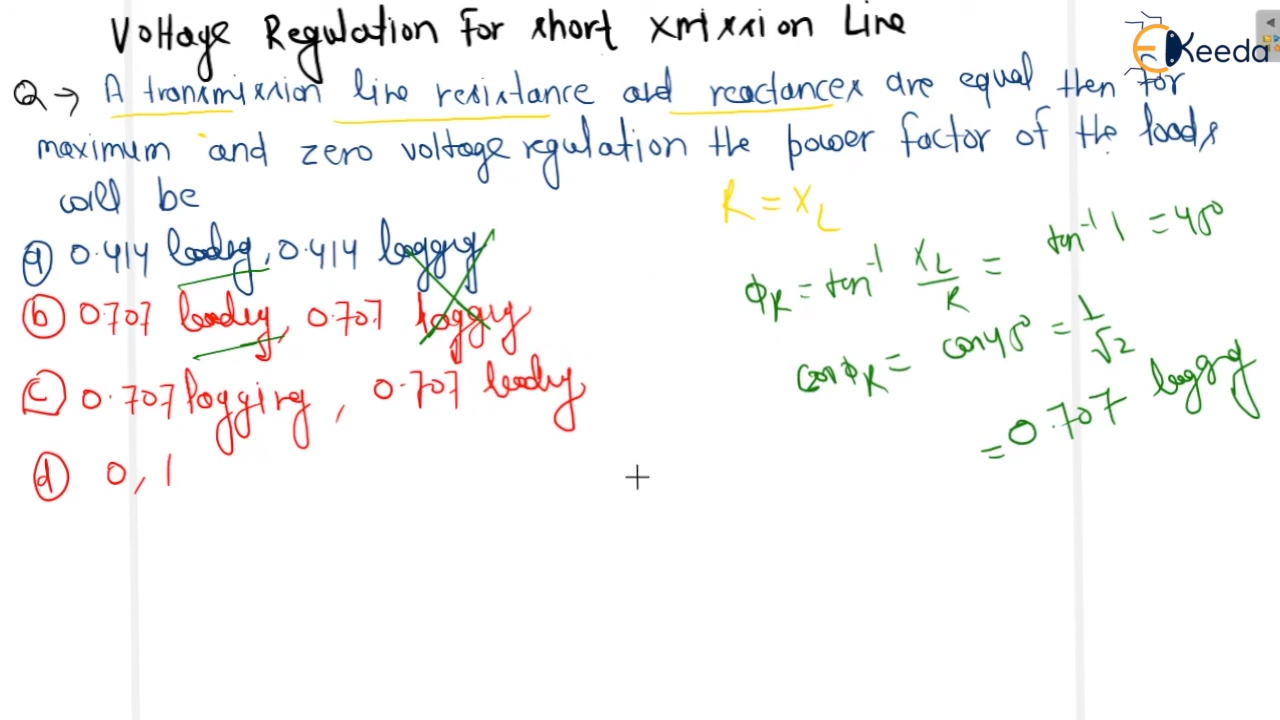 Voltage Regulation For short Xmission Line
EKeeda
Q → A transmission line resistance and reactances are equal then for
maximum and zero voltage regulation the power factor of the loads
will be
R = XL
(a) 0.414 leading, 0.414 lagging
(b) 0.707 leading, 0.707 lagging
(c) 0.707 lagging, 0.707 leading
(d) 0, 1
φR = tan⁻¹ XL/R = tan⁻¹ 1 = 45°
cos φR = cos 45° = 1/√2
= 0.707 lagging